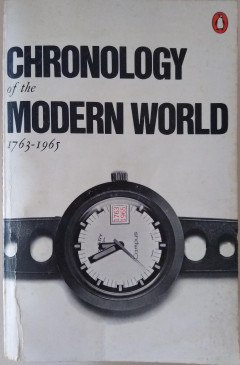 CHRONOLOGY
of the
MODERN WORLD
1763-1965